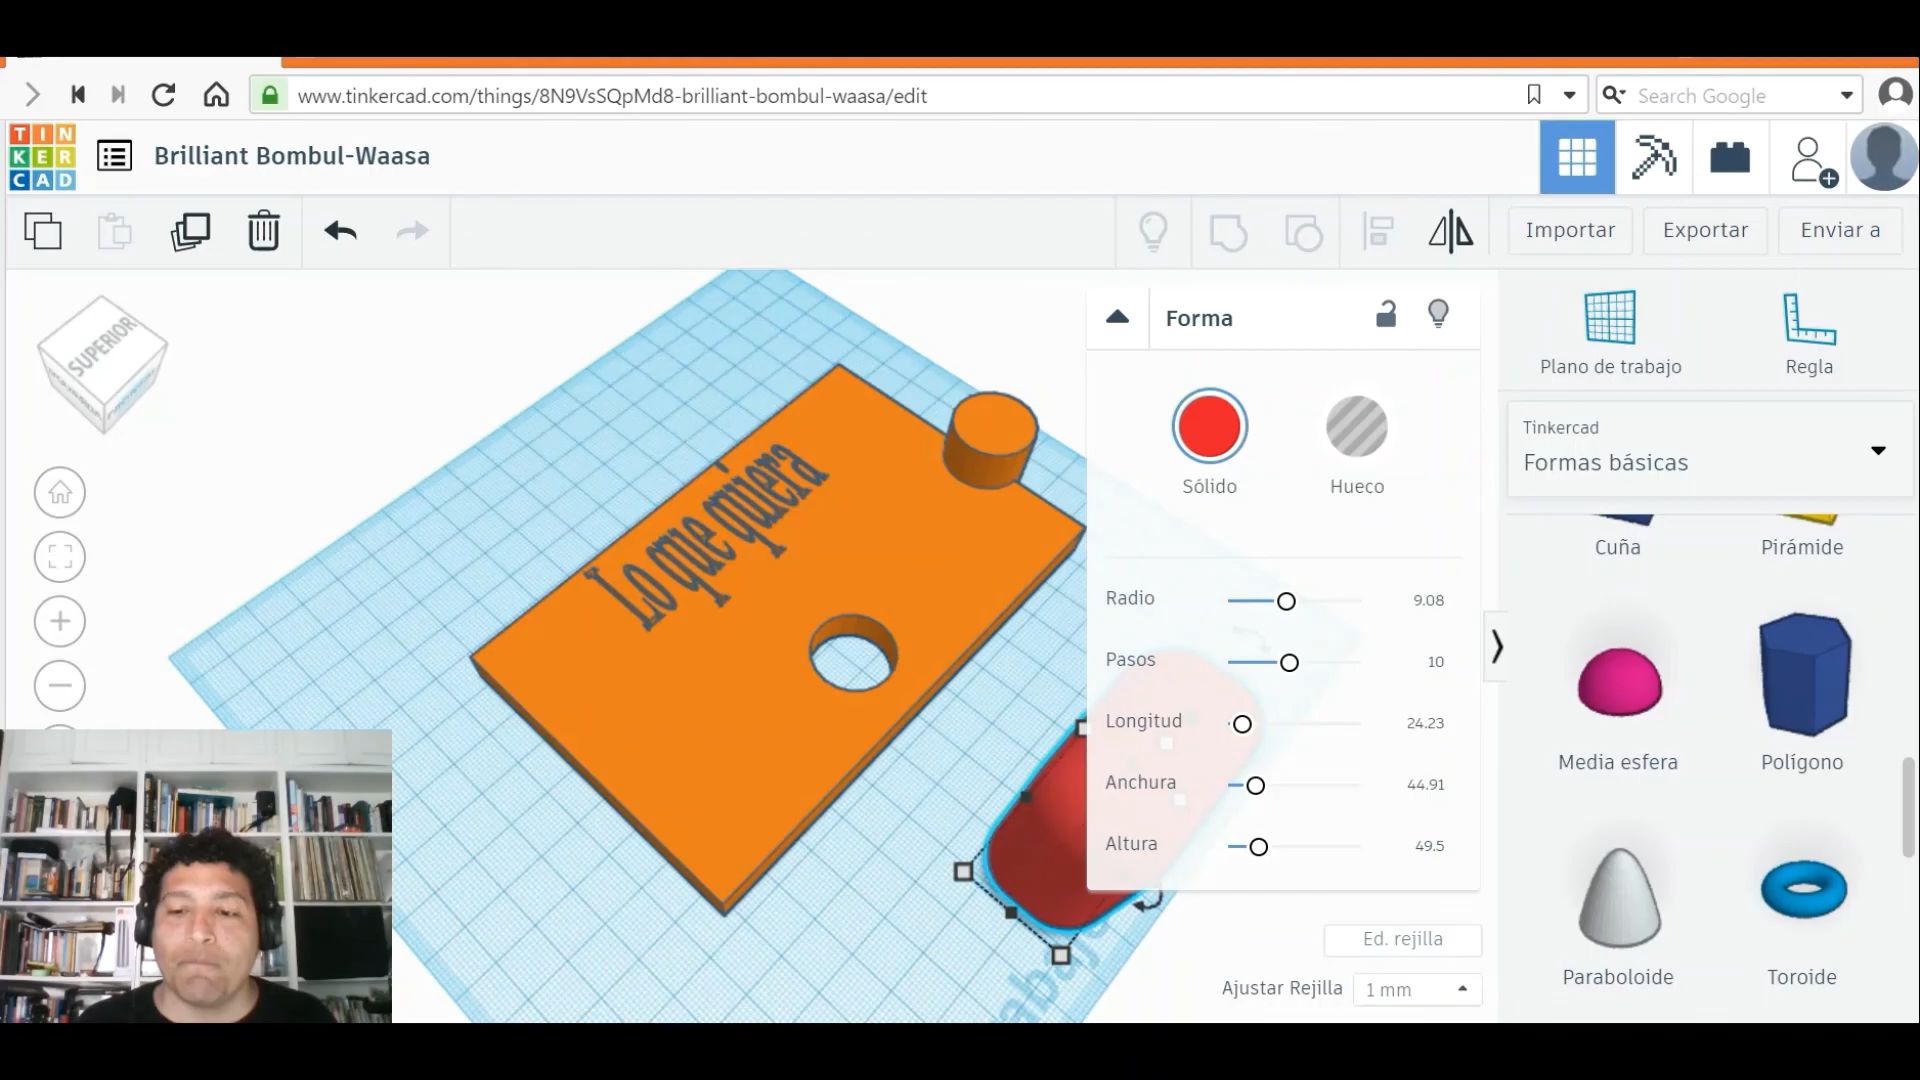 www.tinkercad.com/things/8N9VsSQpMd8-brilliant-bombul-waasa/edit
Search Google
TIN
KER
CAD
Brilliant Bombul-Waasa
Importar
Exportar
Enviar a
SUPERIOR
Forma
Sólido
Hueco
Radio
9.08
Pasos
10
Longitud
24.23
Anchura
44.91
Altura
49.5
Lo que quiera
Ed. rejilla
Ajustar Rejilla
1 mm
Plano de trabajo
Regla
Tinkercad
Formas básicas
Cuña
Pirámide
Media esfera
Polígono
Paraboloide
Toroide